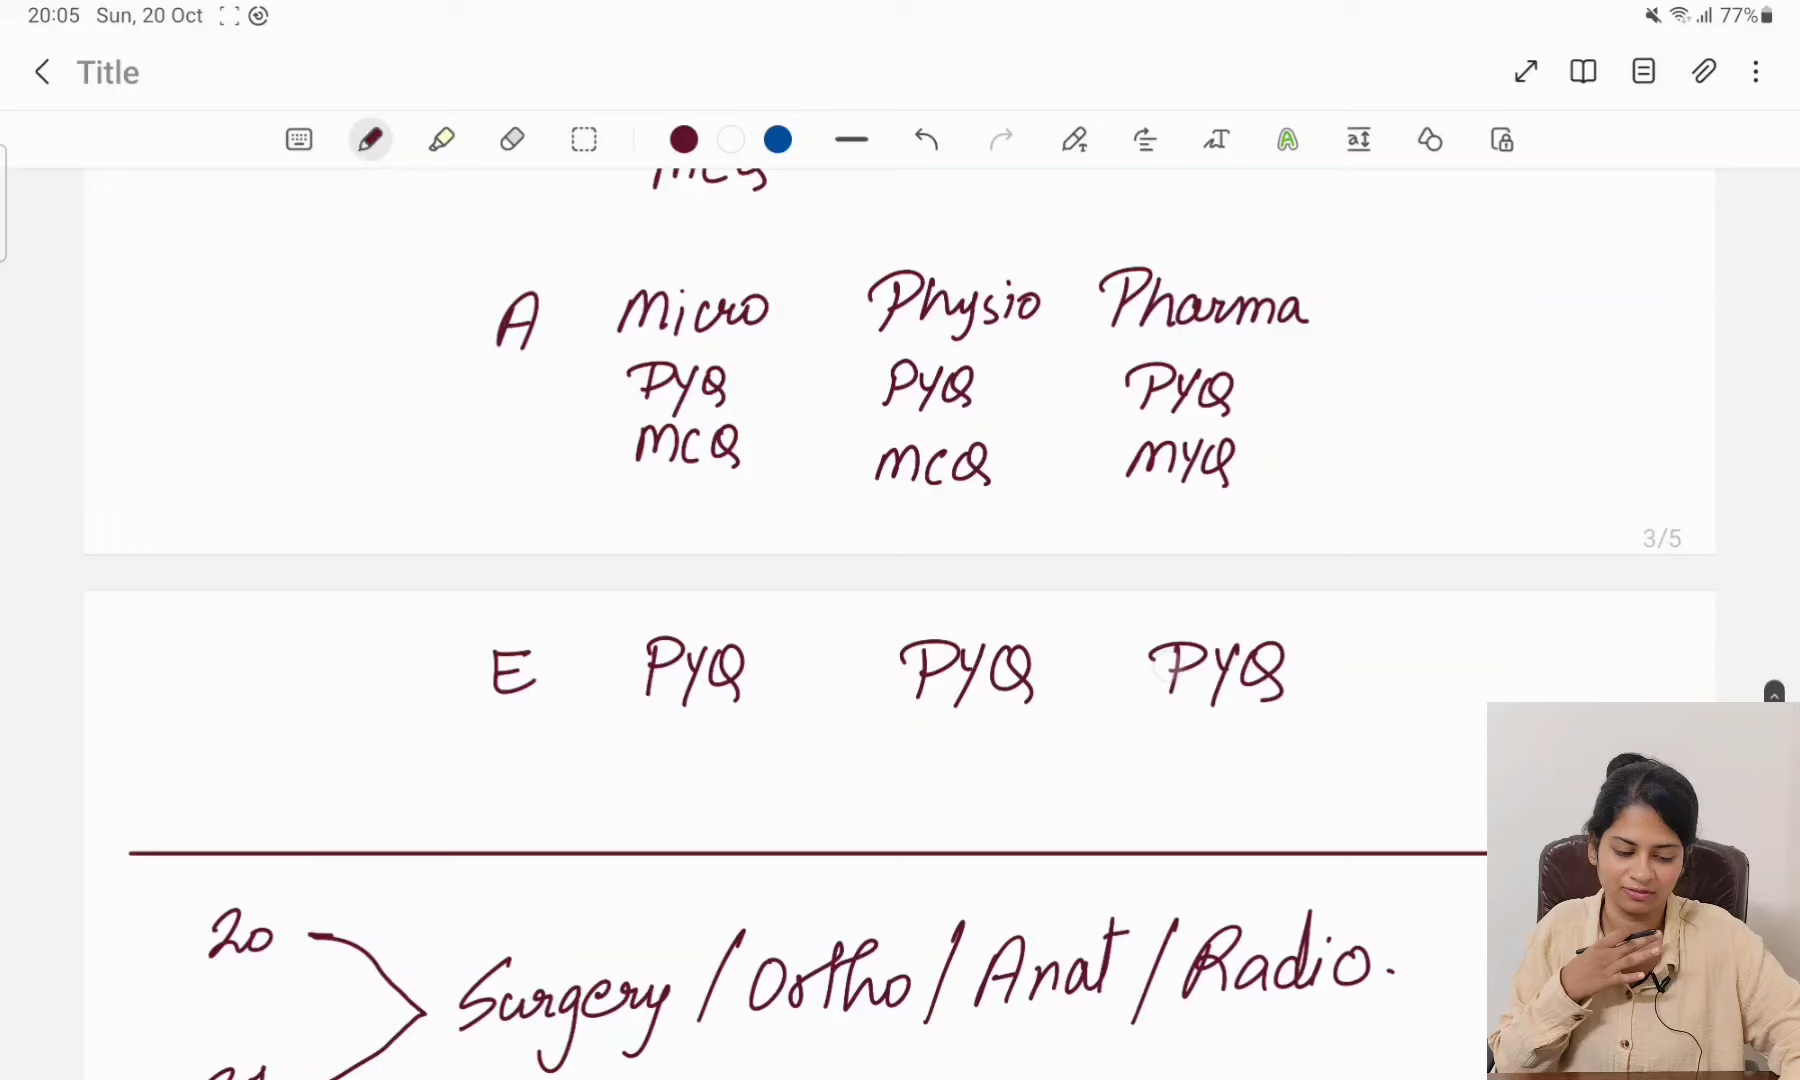 20:05 Sun, 20 Oct 77%
Title
MCQ
A Micro Physio Pharma
PYQ PYQ PYQ
MCQ MCQ MYQ
3/5
E PYQ PYQ PYQ
20
Surgery / Ortho / Anat / Radio.